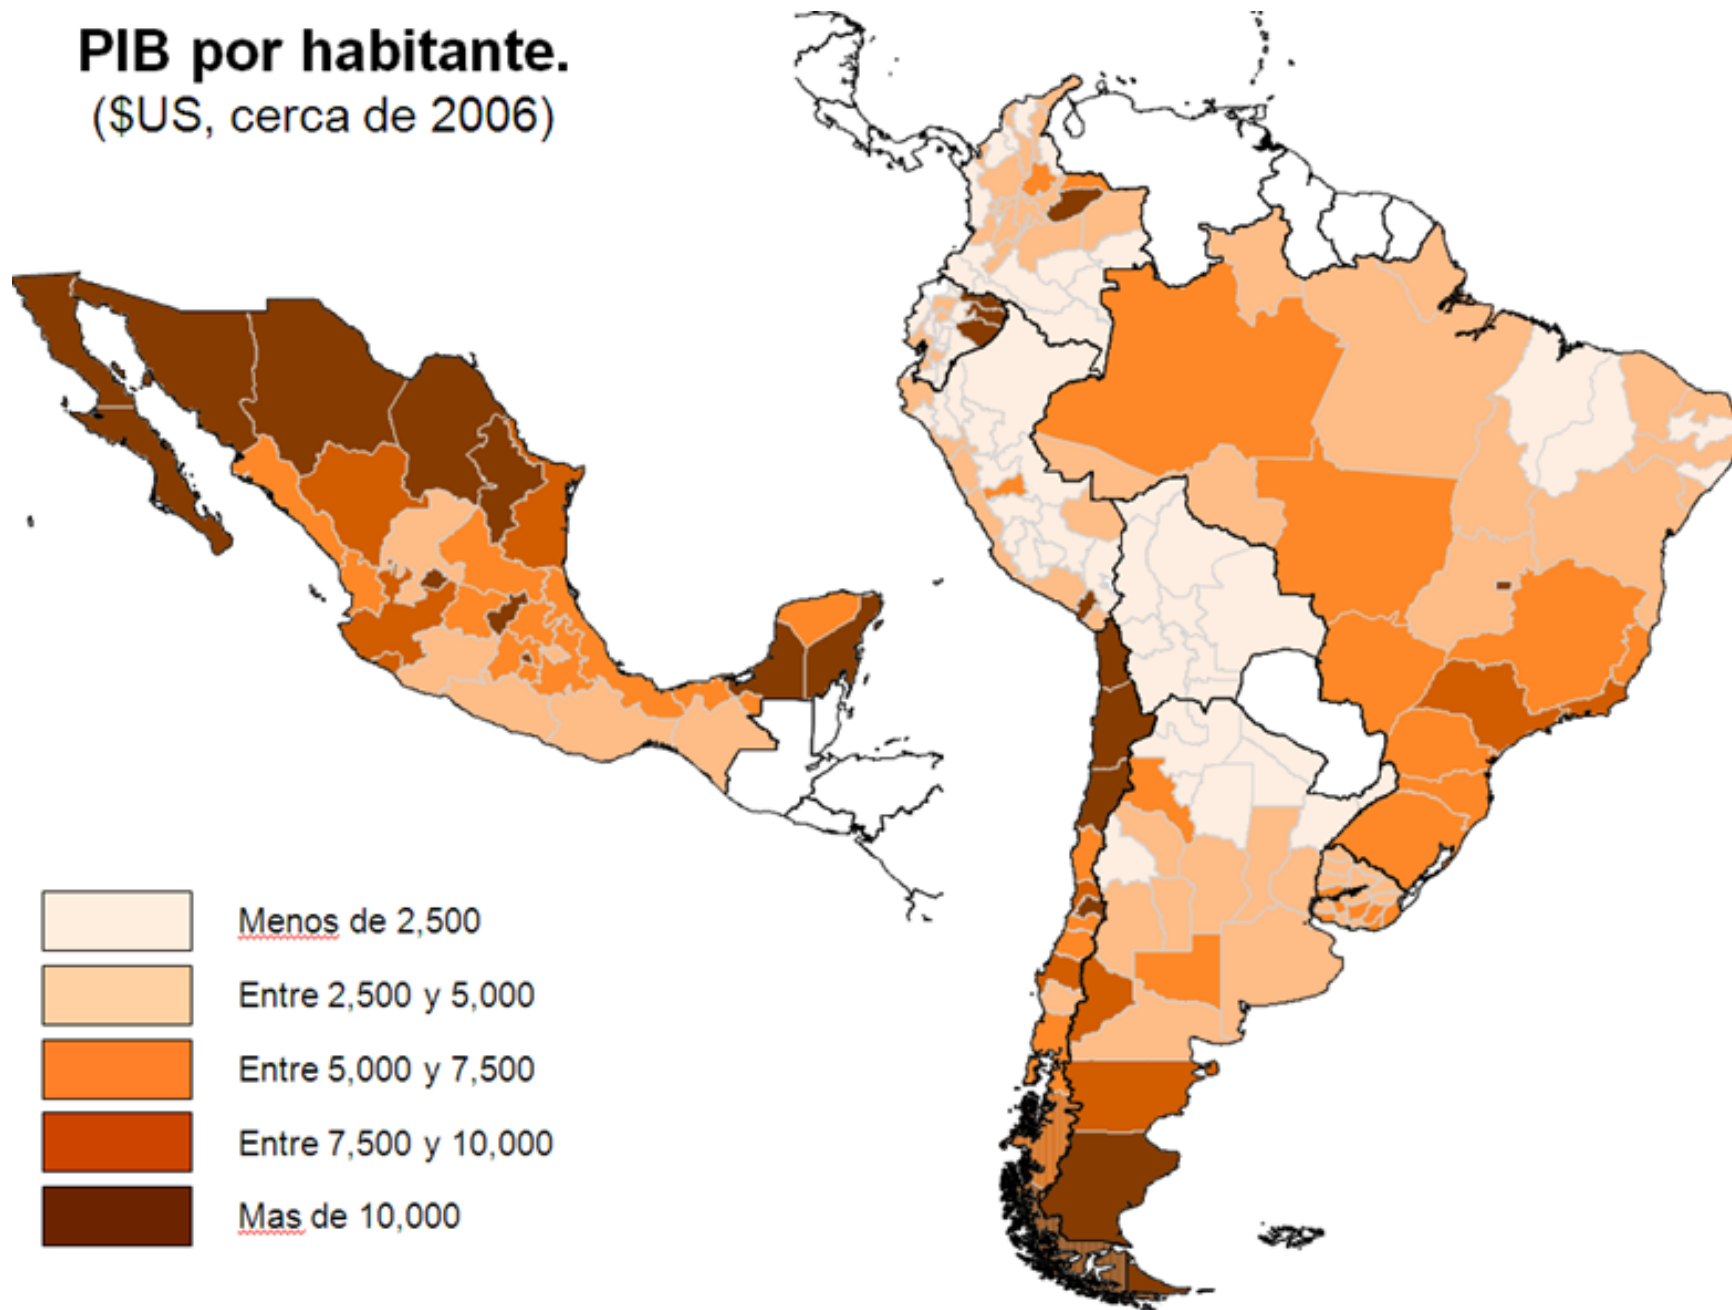 PIB por habitante.
($US, cerca de 2006)
Menos de 2,500
Entre 2,500 y 5,000
Entre 5,000 y 7,500
Entre 7,500 y 10,000
Mas de 10,000